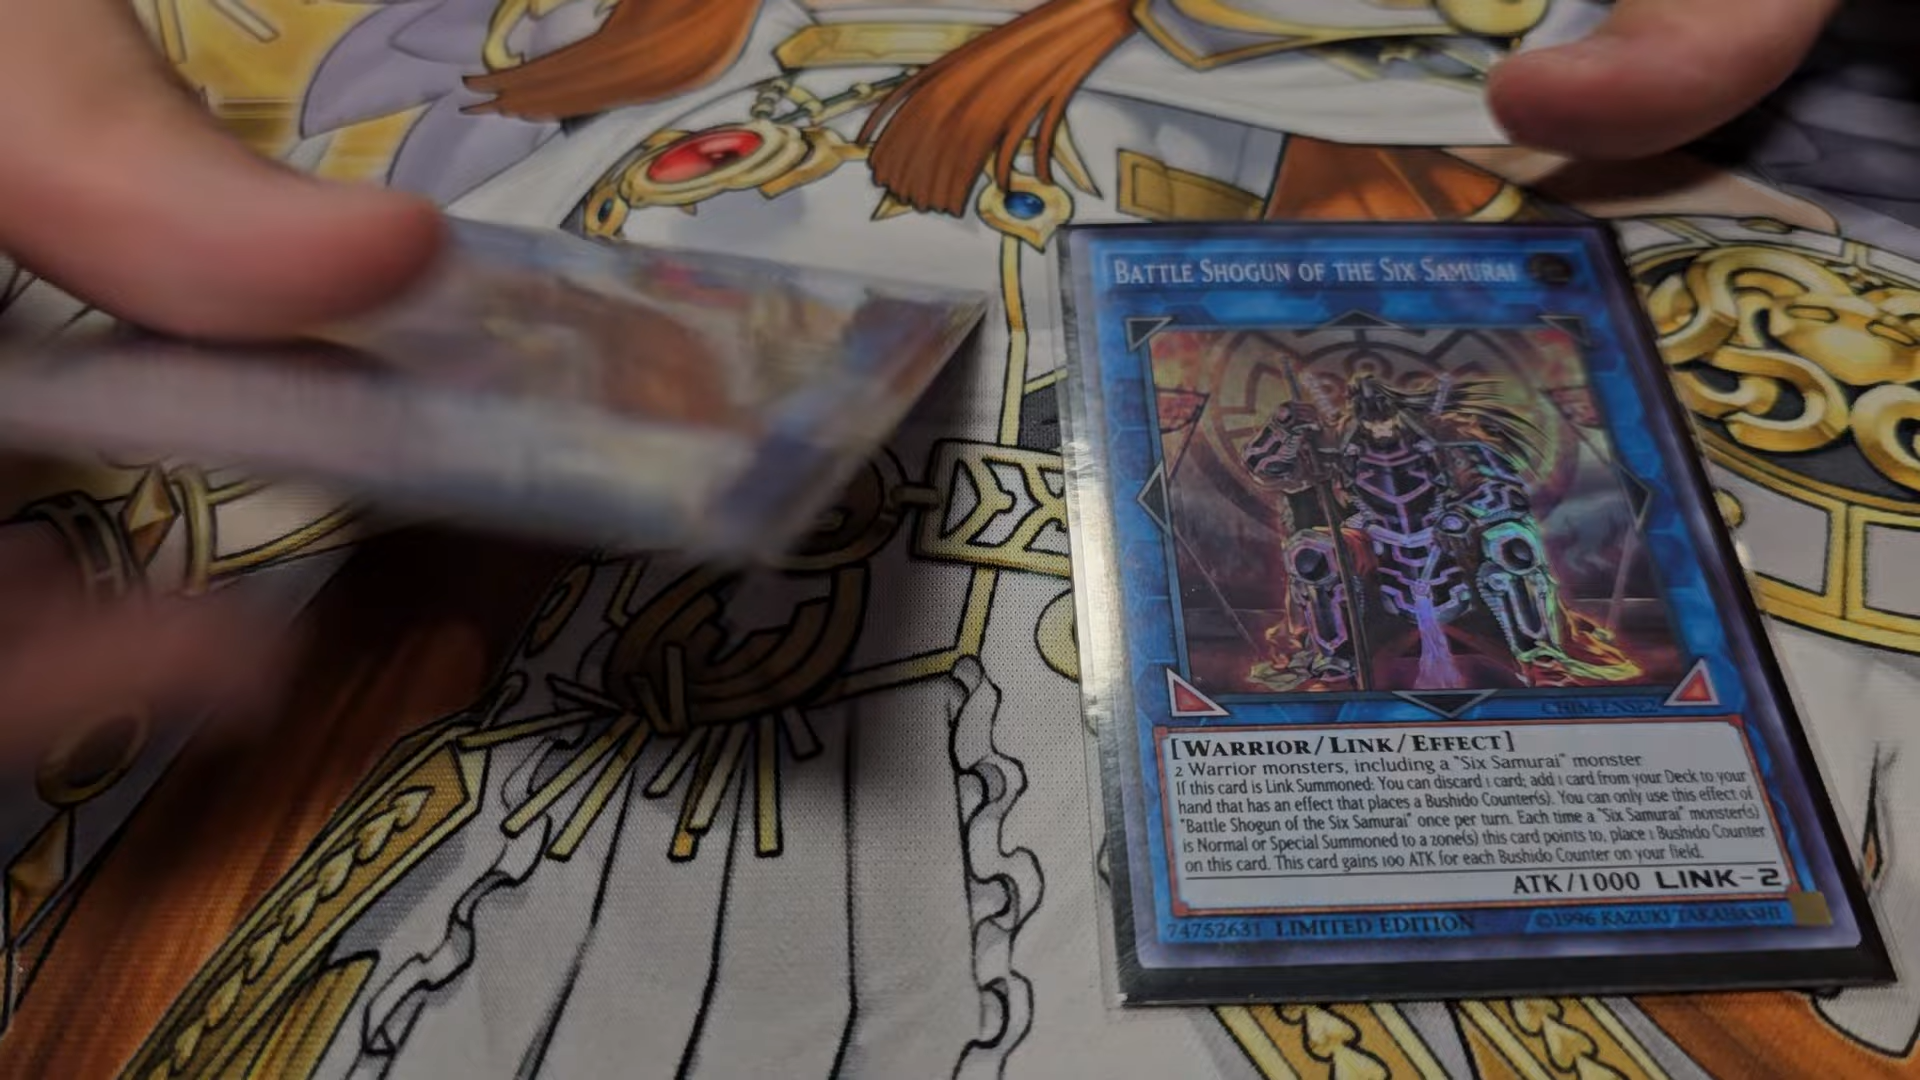 BATTLE SHOGUN OF THE SIX SAMURAI
[WARRIOR/LINK/EFFECT]
2 Warrior monsters, including a "Six Samurai" monster
If this card is Link Summoned: You can discard 1 card; add 1 card from your Deck to your
hand that has an effect that places a Bushido Counter(s). You can only use this effect of
"Battle Shogun of the Six Samurai" once per turn. Each time a "Six Samurai" monster(s)
is Normal or Special Summoned to a zone(s) this card points to, place 1 Bushido Counter
on this card. This card gains 100 ATK for each Bushido Counter on your field.
ATK/1000 LINK-2
74752631 LIMITED EDITION ©1996 KAZUKI TAKAHASHI